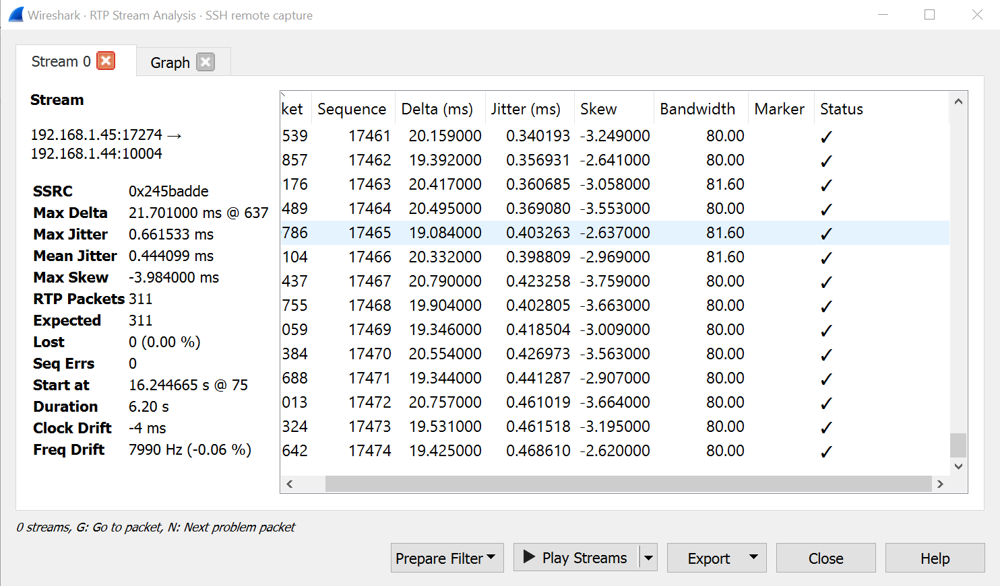 Wireshark · RTP Stream Analysis · SSH remote capture
Stream 0 Graph
Stream
192.168.1.45:17274 →
192.168.1.44:10004
SSRC 0x245badde
Max Delta 21.701000 ms @ 637
Max Jitter 0.661533 ms
Mean Jitter 0.444099 ms
Max Skew -3.984000 ms
RTP Packets 311
Expected 311
Lost 0 (0.00 %)
Seq Errs 0
Start at 16.244665 s @ 75
Duration 6.20 s
Clock Drift -4 ms
Freq Drift 7990 Hz (-0.06 %)
ket Sequence Delta (ms) Jitter (ms) Skew Bandwidth Marker Status
539 17461 20.159000 0.340193 -3.249000 80.00 ✓
857 17462 19.392000 0.356931 -2.641000 80.00 ✓
176 17463 20.417000 0.360685 -3.058000 81.60 ✓
489 17464 20.495000 0.369080 -3.553000 80.00 ✓
786 17465 19.084000 0.403263 -2.637000 81.60 ✓
104 17466 20.332000 0.398809 -2.969000 81.60 ✓
437 17467 20.790000 0.423258 -3.759000 80.00 ✓
755 17468 19.904000 0.402805 -3.663000 80.00 ✓
059 17469 19.346000 0.418504 -3.009000 80.00 ✓
384 17470 20.554000 0.426973 -3.563000 80.00 ✓
688 17471 19.344000 0.441287 -2.907000 80.00 ✓
013 17472 20.757000 0.461019 -3.664000 80.00 ✓
324 17473 19.531000 0.461518 -3.195000 80.00 ✓
642 17474 19.425000 0.468610 -2.620000 80.00 ✓
0 streams, G: Go to packet, N: Next problem packet
Prepare Filter Play Streams Export Close Help